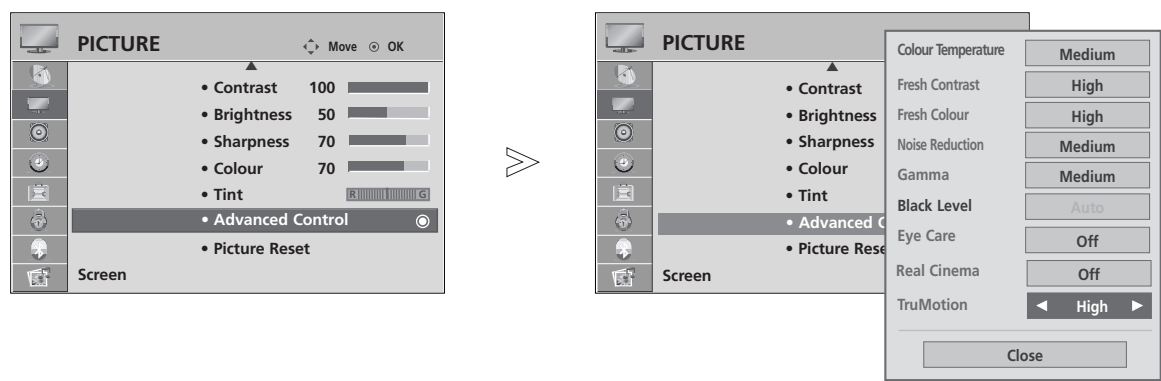 PICTURE Move OK
• Contrast 100
• Brightness 50
• Sharpness 70
• Colour 70
• Tint R G
• Advanced Control
• Picture Reset
Screen
PICTURE
• Contrast
• Brightness
• Sharpness
• Colour
• Tint
• Advanced C
• Picture Rese
Screen
Colour Temperature Medium
Fresh Contrast High
Fresh Colour High
Noise Reduction Medium
Gamma Medium
Black Level Auto
Eye Care Off
Real Cinema Off
TruMotion ◄ High ►
Close